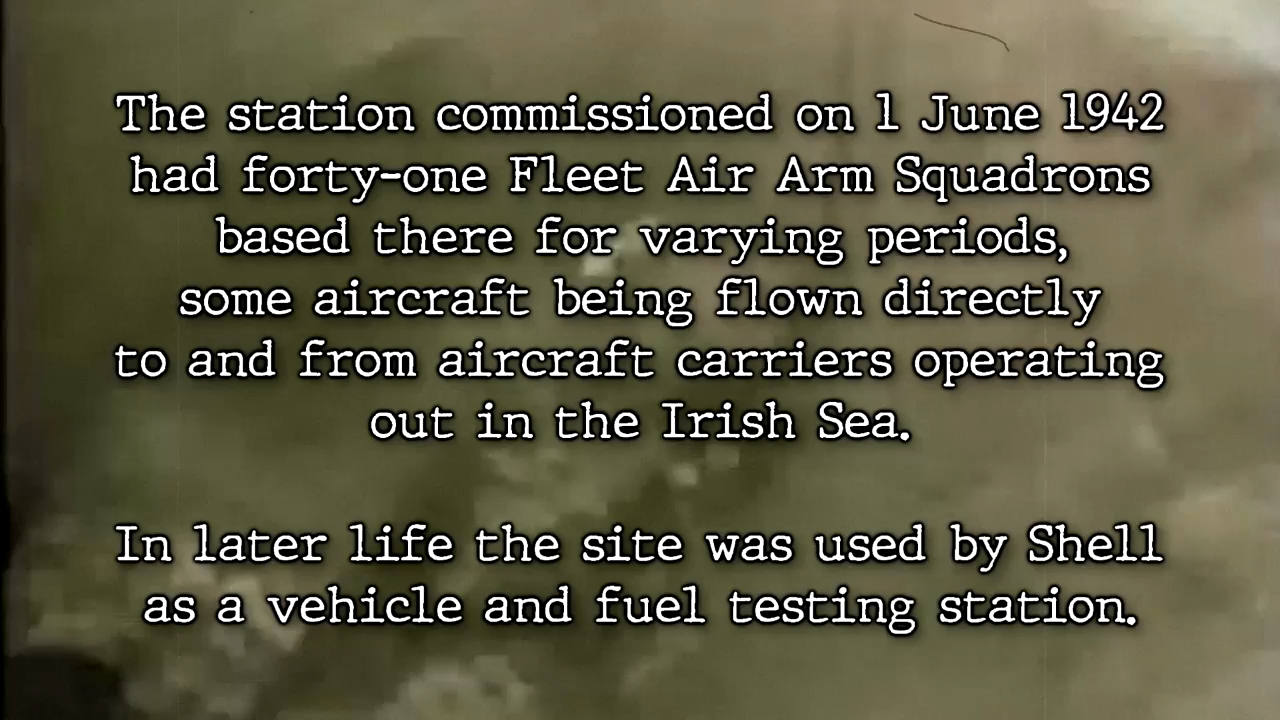 The station commissioned on 1 June 1942
had forty-one Fleet Air Arm Squadrons
based there for varying periods,
some aircraft being flown directly
to and from aircraft carriers operating
out in the Irish Sea.
In later life the site was used by Shell
as a vehicle and fuel testing station.